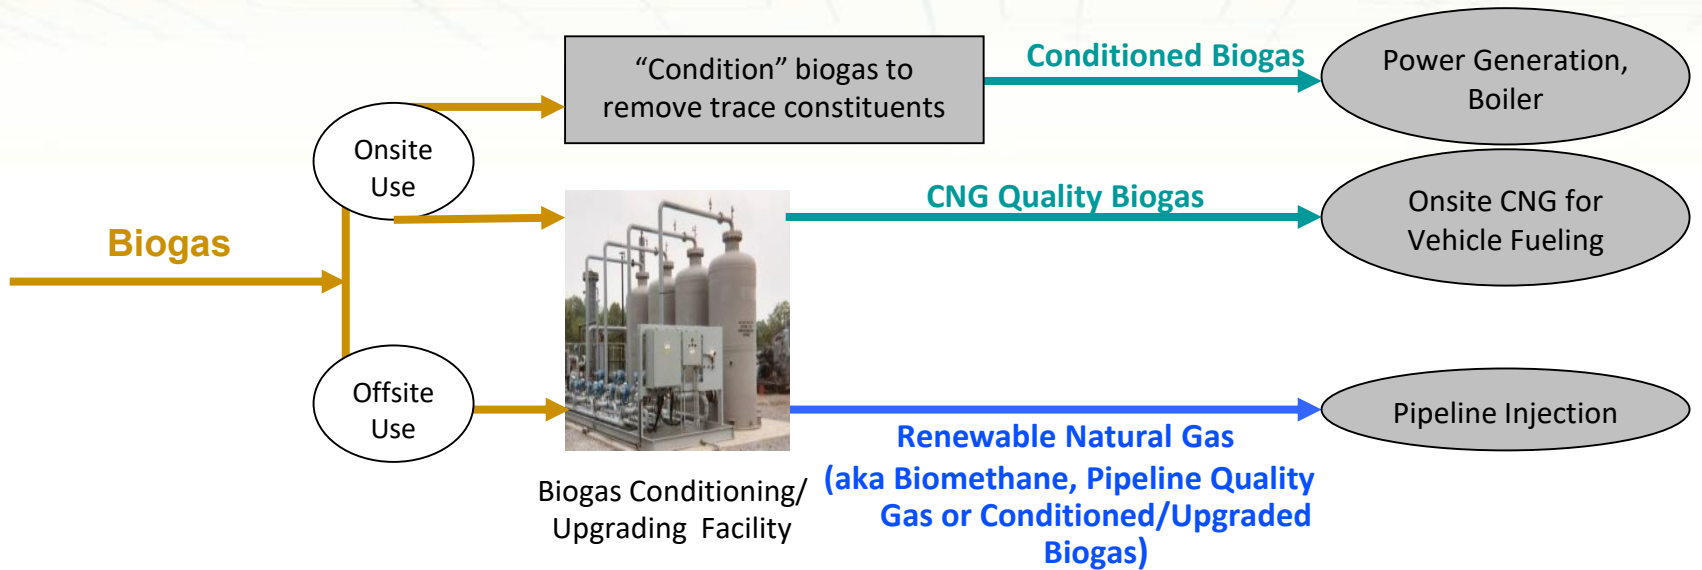 Biogas
Onsite
Use
Offsite
Use
“Condition” biogas to
remove trace constituents
Conditioned Biogas
Power Generation,
Boiler
CNG Quality Biogas
Onsite CNG for
Vehicle Fueling
Biogas Conditioning/
Upgrading Facility
Renewable Natural Gas
(aka Biomethane, Pipeline Quality
Gas or Conditioned/Upgraded
Biogas)
Pipeline Injection